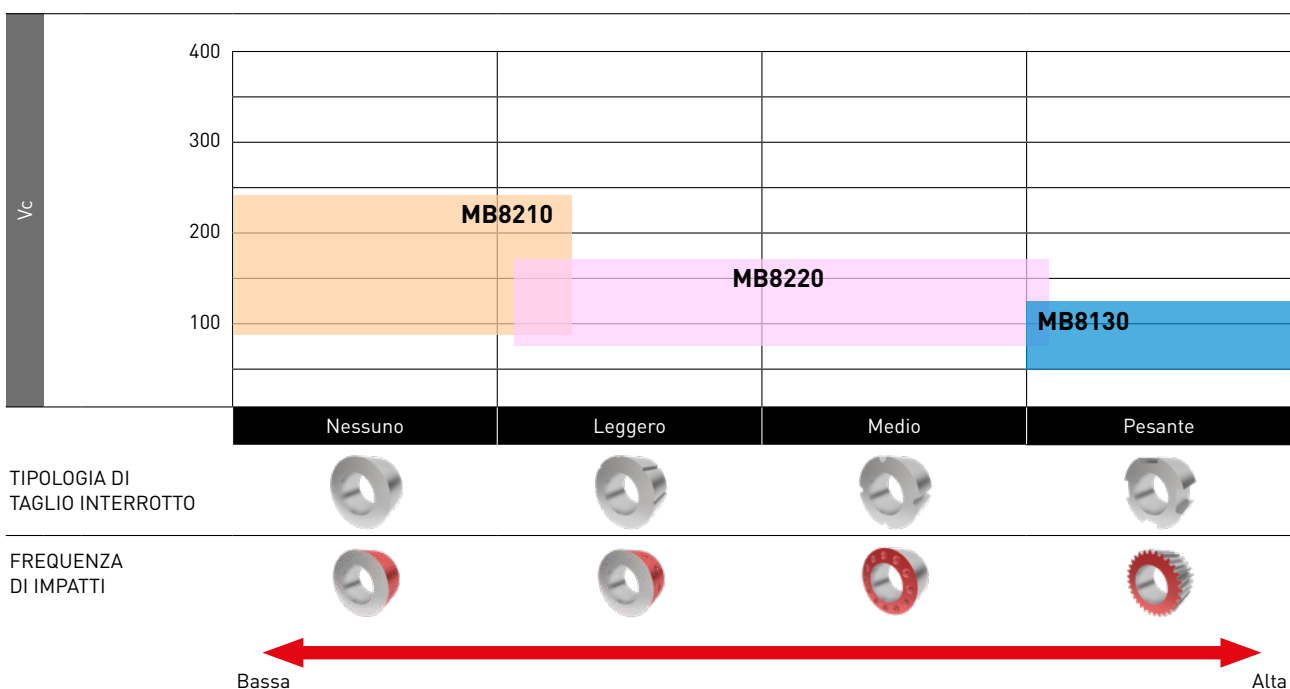 Vc
400
300
200
100
MB8210
MB8220
MB8130
Nessuno Leggero Medio Pesante
TIPOLOGIA DI
TAGLIO INTERROTTO
FREQUENZA
DI IMPATTI
Bassa Alta